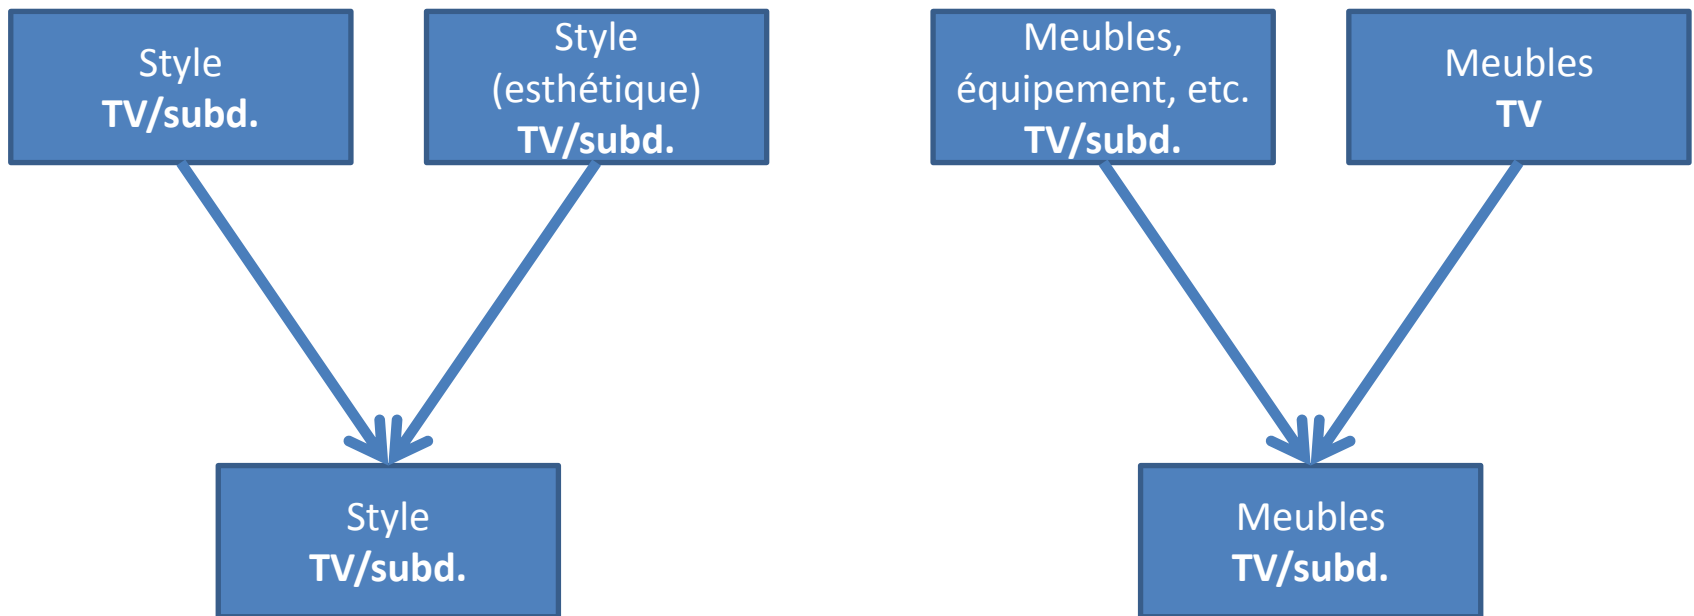 Style
TV/subd.
Style
(esthétique)
TV/subd.
Meubles,
équipement, etc.
TV/subd.
Meubles
TV
Style
TV/subd.
Meubles
TV/subd.